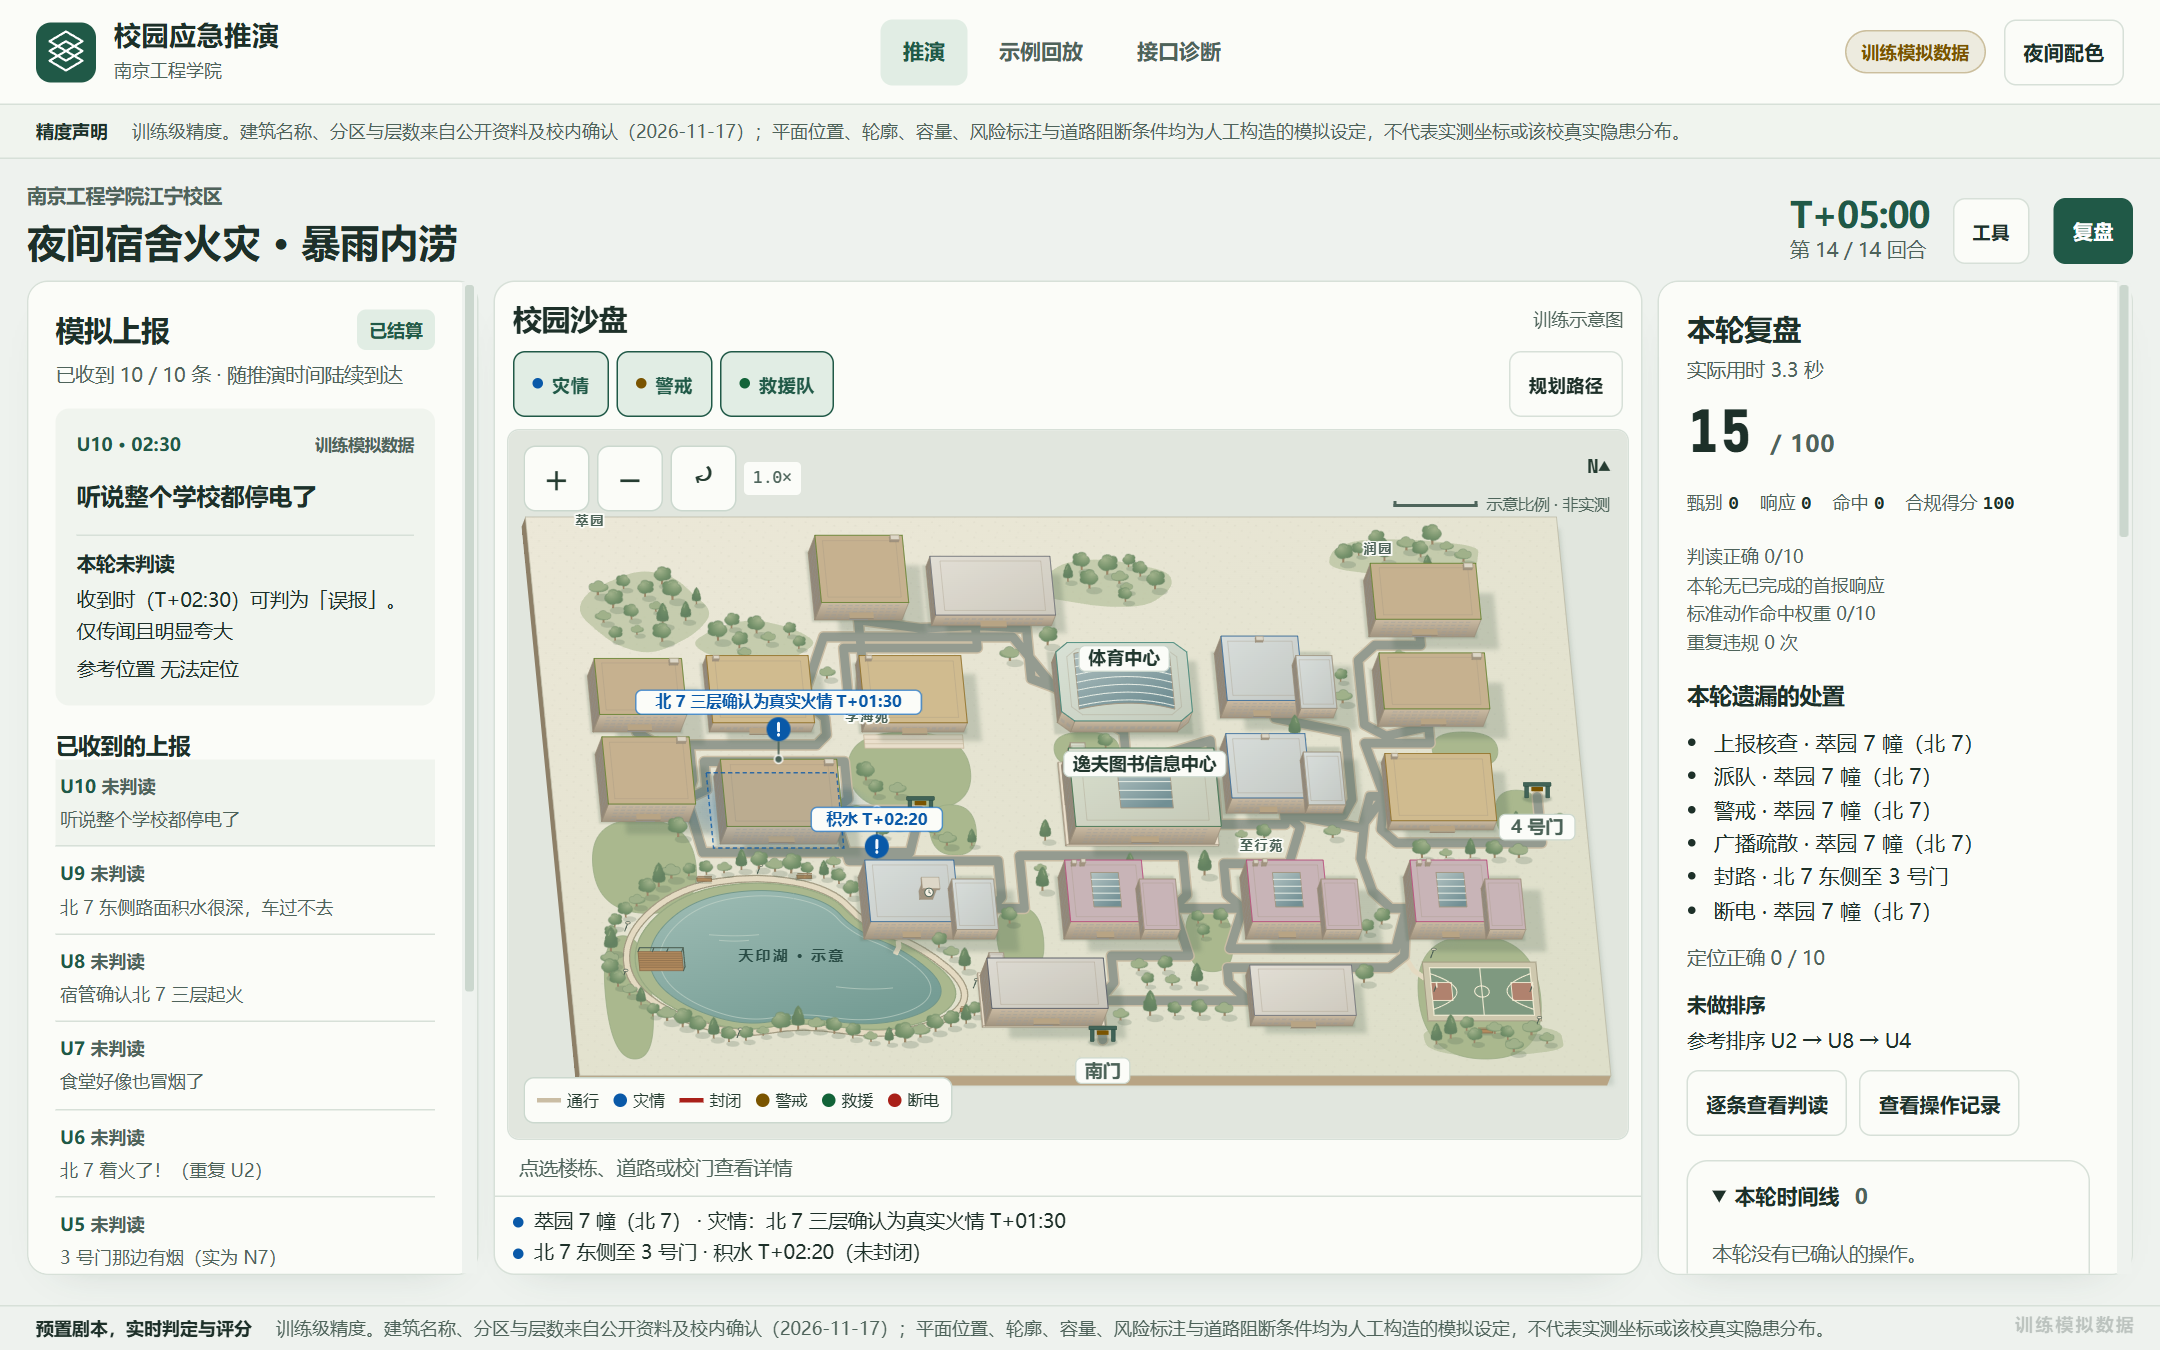 校园应急推演
南京工程学院
推演
示例回放
接口诊断
训练模拟数据
夜间配色
精度声明 训练级精度。建筑名称、分区与层数来自公开资料及校内确认（2026-11-17）；平面位置、轮廓、容量、风险标注与道路阻断条件均为人工构造的模拟设定，不代表实测坐标或该校真实隐患分布。
南京工程学院江宁校区
夜间宿舍火灾·暴雨内涝
T+05:00
第 14 / 14 回合
工具
复盘
模拟上报
已结算
已收到 10 / 10 条 · 随推演时间陆续到达
U10 • 02:30
训练模拟数据
听说整个学校都停电了
本轮未判读
收到时（T+02:30）可判为「误报」。
仅传闻且明显夸大
参考位置 无法定位
已收到的上报
U10 未判读
听说整个学校都停电了
U9 未判读
北 7 东侧路面积水很深，车过不去
U8 未判读
宿管确认北 7 三层起火
U7 未判读
食堂好像也冒烟了
U6 未判读
北 7 着火了！（重复 U2）
U5 未判读
3 号门那边有烟（实为 N7）
校园沙盘
训练示意图
灾情
警戒
救援队
规划路径
+
−
1.0×
N▲
示意比例 · 非实测
萃园
润园
体育中心
北 7 三层确认为真实火情 T+01:30
学海苑
逸夫图书信息中心
积水 T+02:20
4 号门
至行苑
天印湖 · 示意
南门
通行 灾情 封闭 警戒 救援 断电
点选楼栋、道路或校门查看详情
萃园 7 幢（北 7） · 灾情：北 7 三层确认为真实火情 T+01:30
北 7 东侧至 3 号门 · 积水 T+02:20（未封闭）
本轮复盘
实际用时 3.3 秒
15 / 100
甄别 0 响应 0 命中 0 合规得分 100
判读正确 0/10
本轮无已完成的首报响应
标准动作命中权重 0/10
重复违规 0 次
本轮遗漏的处置
• 上报核查 · 萃园 7 幢（北 7）
• 派队 · 萃园 7 幢（北 7）
• 警戒 · 萃园 7 幢（北 7）
• 广播疏散 · 萃园 7 幢（北 7）
• 封路 · 北 7 东侧至 3 号门
• 断电 · 萃园 7 幢（北 7）
定位正确 0 / 10
未做排序
参考排序 U2 → U8 → U4
逐条查看判读
查看操作记录
▼ 本轮时间线 0
本轮没有已确认的操作。
预置剧本，实时判定与评分 训练级精度。建筑名称、分区与层数来自公开资料及校内确认（2026-11-17）；平面位置、轮廓、容量、风险标注与道路阻断条件均为人工构造的模拟设定，不代表实测坐标或该校真实隐患分布。
训练模拟数据